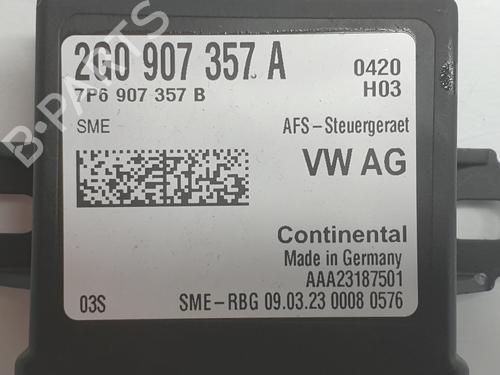 2G0 907 357 A
0420
7P6 907 357 B
H03
SME
AFS-Steuergeraet
VW AG
Continental
Made in Germany
AAA23187501
03S
SME-RBG 09.03.23 0008 0576
B-PARTS